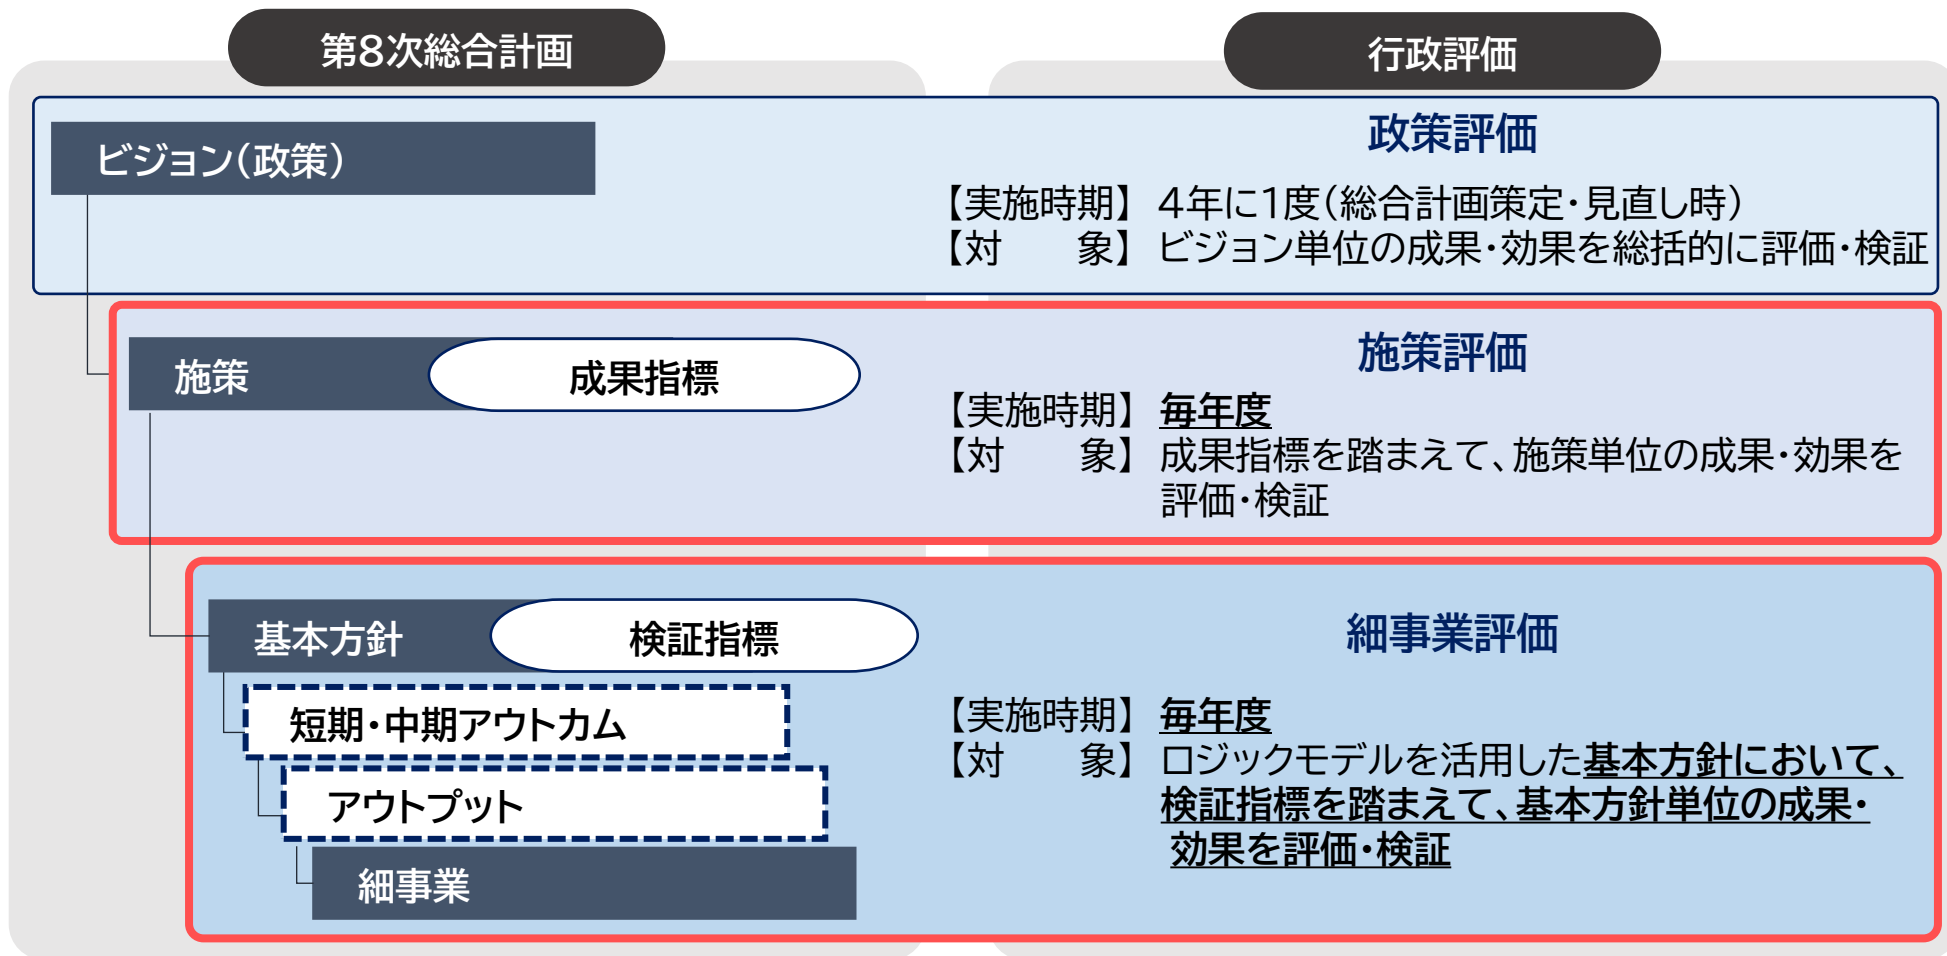 第8次総合計画
行政評価
ビジョン(政策)
政策評価
【実施時期】 4年に1度(総合計画策定・見直し時)
【対　　象】 ビジョン単位の成果・効果を総括的に評価・検証
施策
成果指標
施策評価
【実施時期】 毎年度
【対　　象】 成果指標を踏まえて、施策単位の成果・効果を
評価・検証
基本方針
検証指標
短期・中期アウトカム
アウトプット
細事業
細事業評価
【実施時期】 毎年度
【対　　象】 ロジックモデルを活用した基本方針において、
検証指標を踏まえて、基本方針単位の成果・
効果を評価・検証